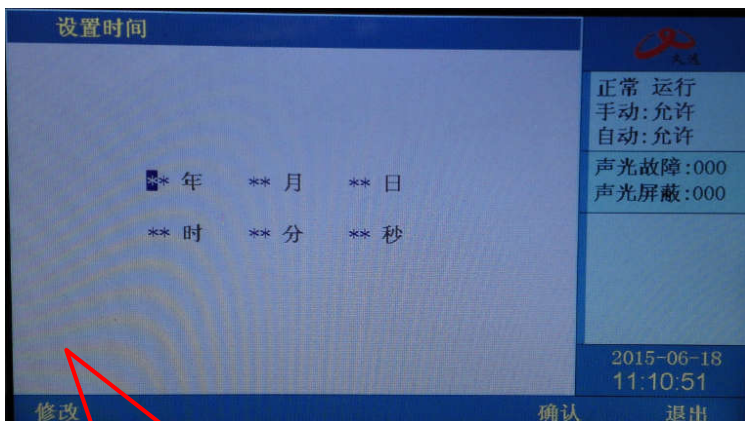 设置时间
正常 运行
手动:允许
自动:允许
声光故障:000
声光屏蔽:000
** 年 ** 月 ** 日
** 时 ** 分 ** 秒
2015-06-18
11:10:51
修改 确认 退出